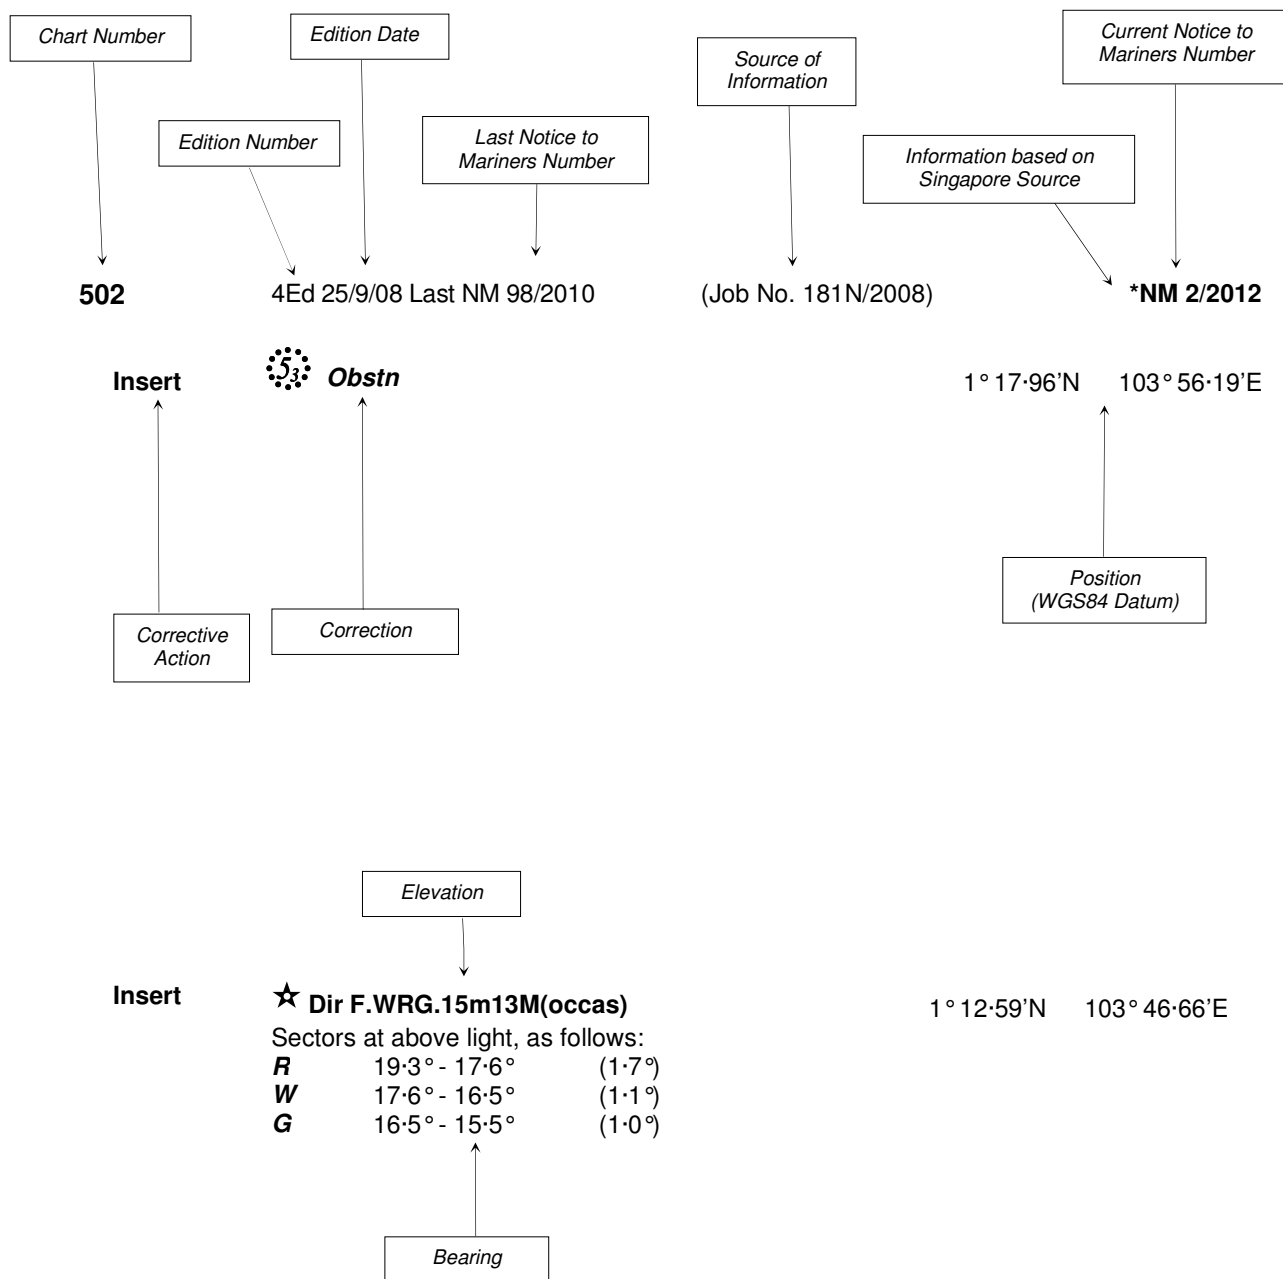 Chart Number
Edition Date
Source of
Information
Current Notice to
Mariners Number
Edition Number
Last Notice to
Mariners Number
Information based on
Singapore Source
502 4Ed 25/9/08 Last NM 98/2010 (Job No. 181N/2008) *NM 2/2012
Insert 5₃ Obstn 1° 17·96’N 103° 56·19’E
Corrective
Action
Correction
Position
(WGS84 Datum)
Elevation
Insert Dir F.WRG.15m13M(occas) 1° 12·59’N 103° 46·66’E
Sectors at above light, as follows:
R 19·3° - 17·6° (1·7°)
W 17·6° - 16·5° (1·1°)
G 16·5° - 15·5° (1·0°)
Bearing